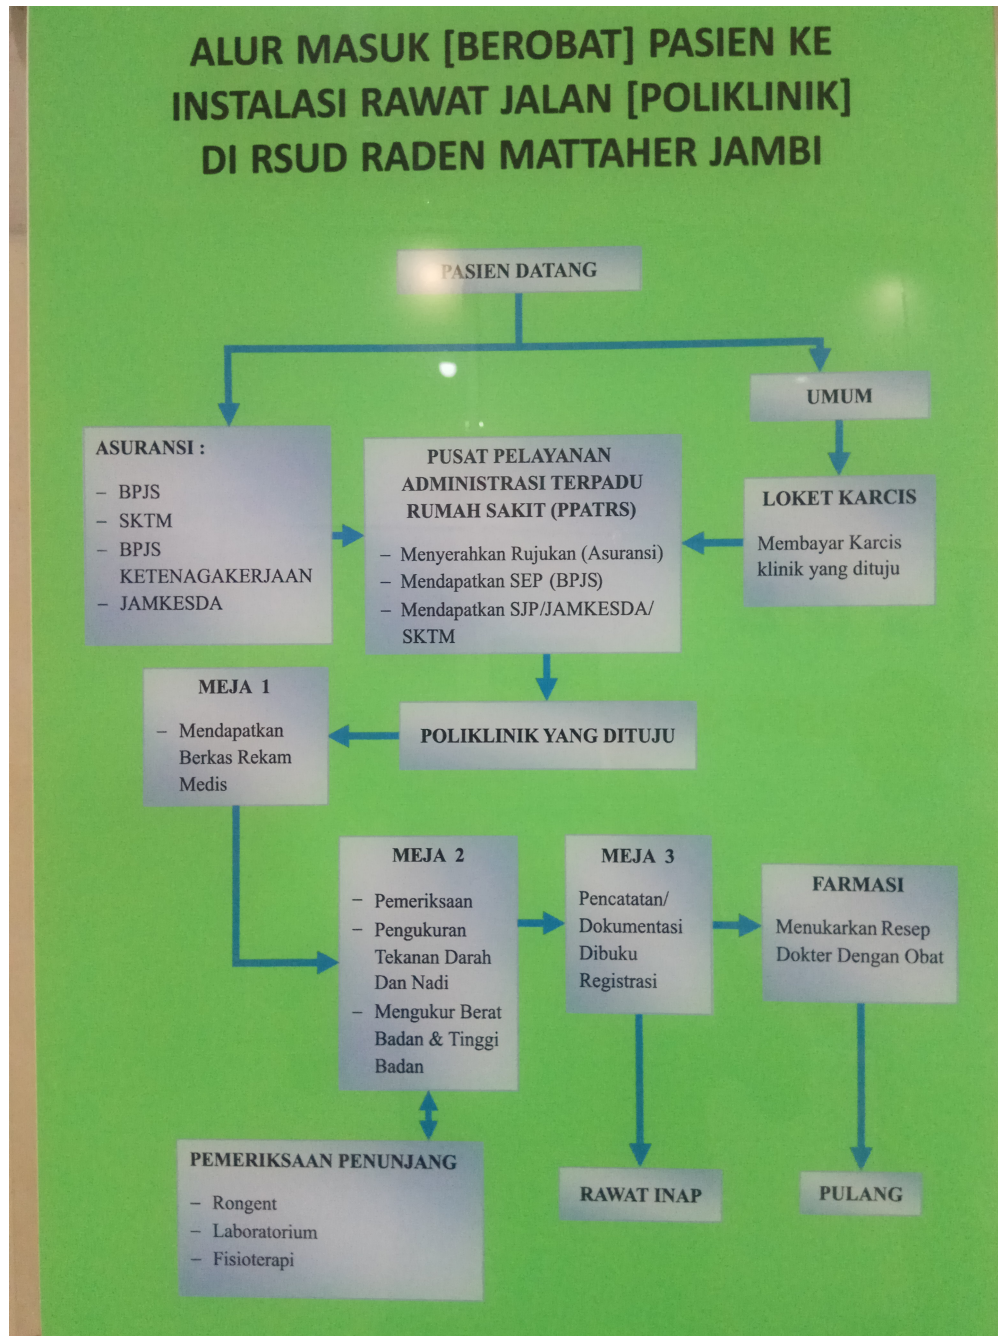 ALUR MASUK [BEROBAT] PASIEN KE
INSTALASI RAWAT JALAN [POLIKLINIK]
DI RSUD RADEN MATTAHER JAMBI
PASIEN DATANG
UMUM
ASURANSI :
– BPJS
– SKTM
– BPJS
KETENAGAKERJAAN
– JAMKESDA
PUSAT PELAYANAN
ADMINISTRASI TERPADU
RUMAH SAKIT (PPATRS)
– Menyerahkan Rujukan (Asuransi)
– Mendapatkan SEP (BPJS)
– Mendapatkan SJP/JAMKESDA/
SKTM
LOKET KARCIS
Membayar Karcis
klinik yang dituju
MEJA 1
– Mendapatkan
Berkas Rekam
Medis
POLIKLINIK YANG DITUJU
MEJA 2
– Pemeriksaan
– Pengukuran
Tekanan Darah
Dan Nadi
– Mengukur Berat
Badan & Tinggi
Badan
MEJA 3
Pencatatan/
Dokumentasi
Dibuku
Registrasi
FARMASI
Menukarkan Resep
Dokter Dengan Obat
PEMERIKSAAN PENUNJANG
– Rongent
– Laboratorium
– Fisioterapi
RAWAT INAP
PULANG